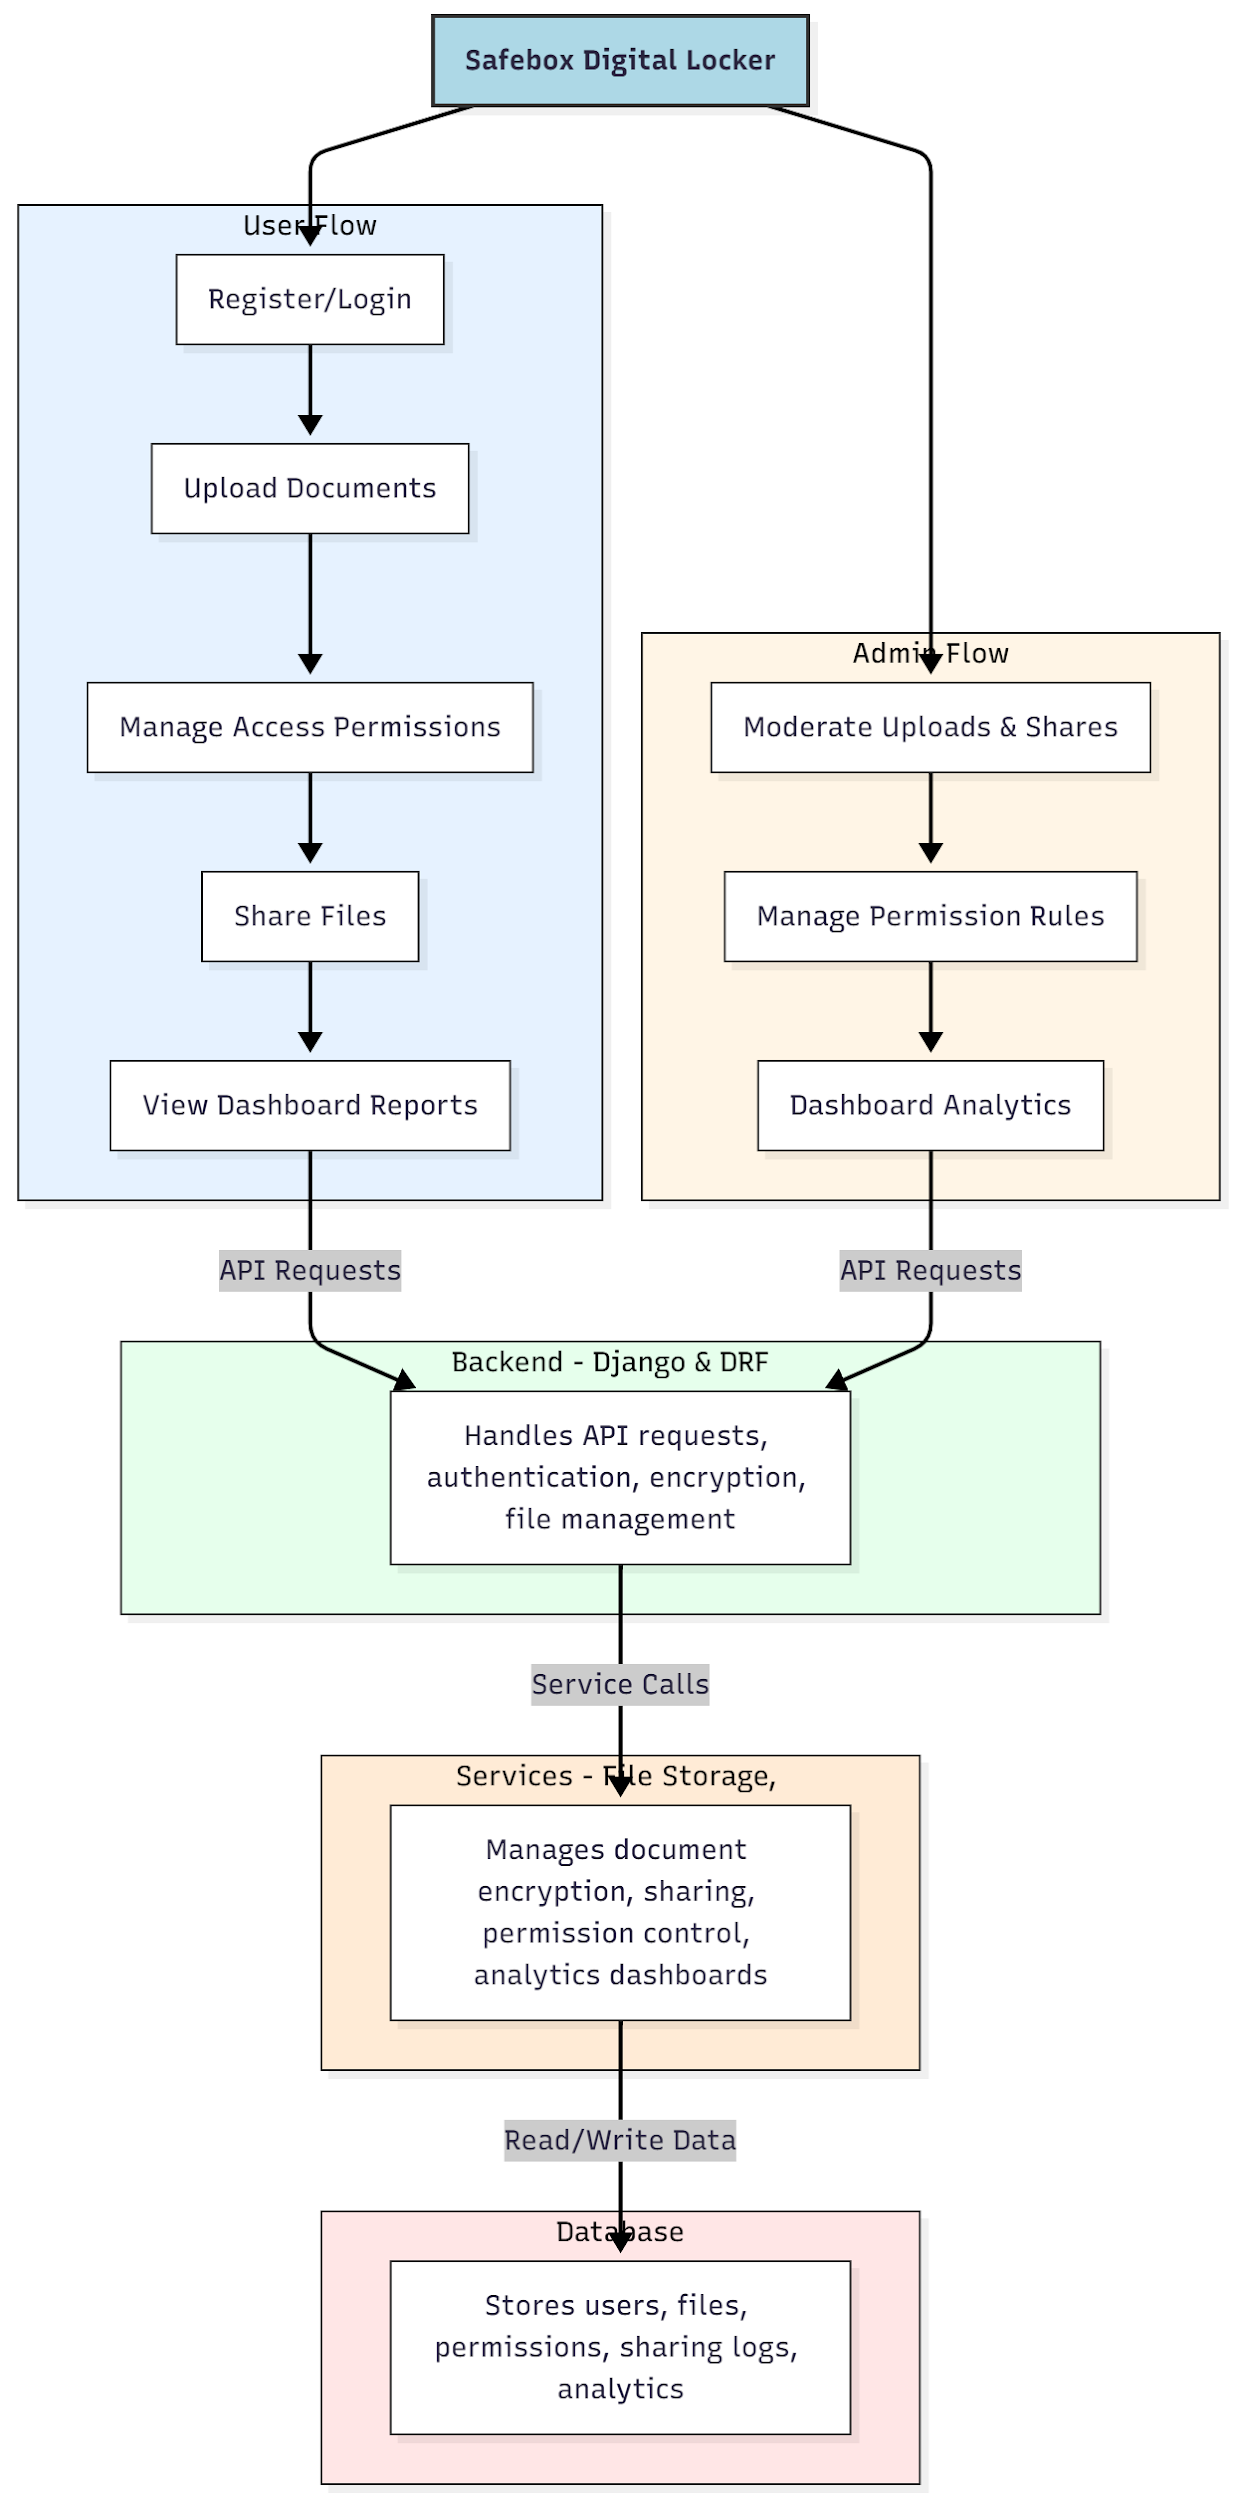 Safebox Digital Locker
User Flow
Register/Login
Upload Documents
Manage Access Permissions
Share Files
View Dashboard Reports
Admin Flow
Moderate Uploads & Shares
Manage Permission Rules
Dashboard Analytics
API Requests
API Requests
Backend - Django & DRF
Handles API requests,
authentication, encryption,
file management
Service Calls
Services - File Storage,
Manages document
encryption, sharing,
permission control,
analytics dashboards
Read/Write Data
Database
Stores users, files,
permissions, sharing logs,
analytics